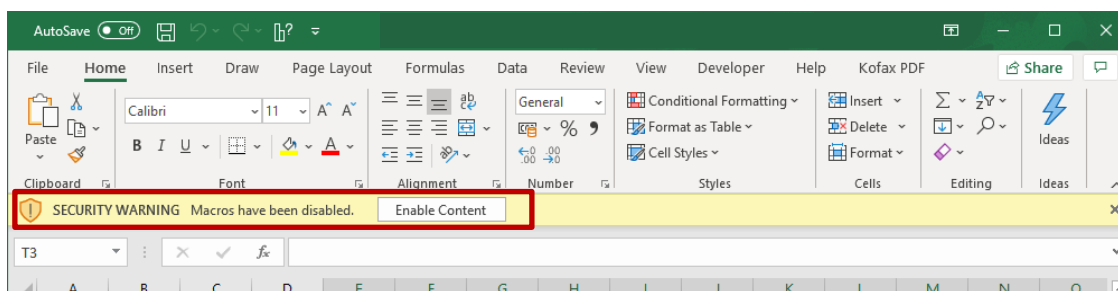 AutoSave Off
File Home Insert Draw Page Layout Formulas Data Review View Developer Help Kofax PDF Share
Calibri 11 General Conditional Formatting Insert
Paste Format as Table Delete Ideas
B I U A % Cell Styles Format
Clipboard Font Alignment Number Styles Cells Editing Ideas
SECURITY WARNING Macros have been disabled. Enable Content
T3 fx
A B C D E F G H I J K L M N O